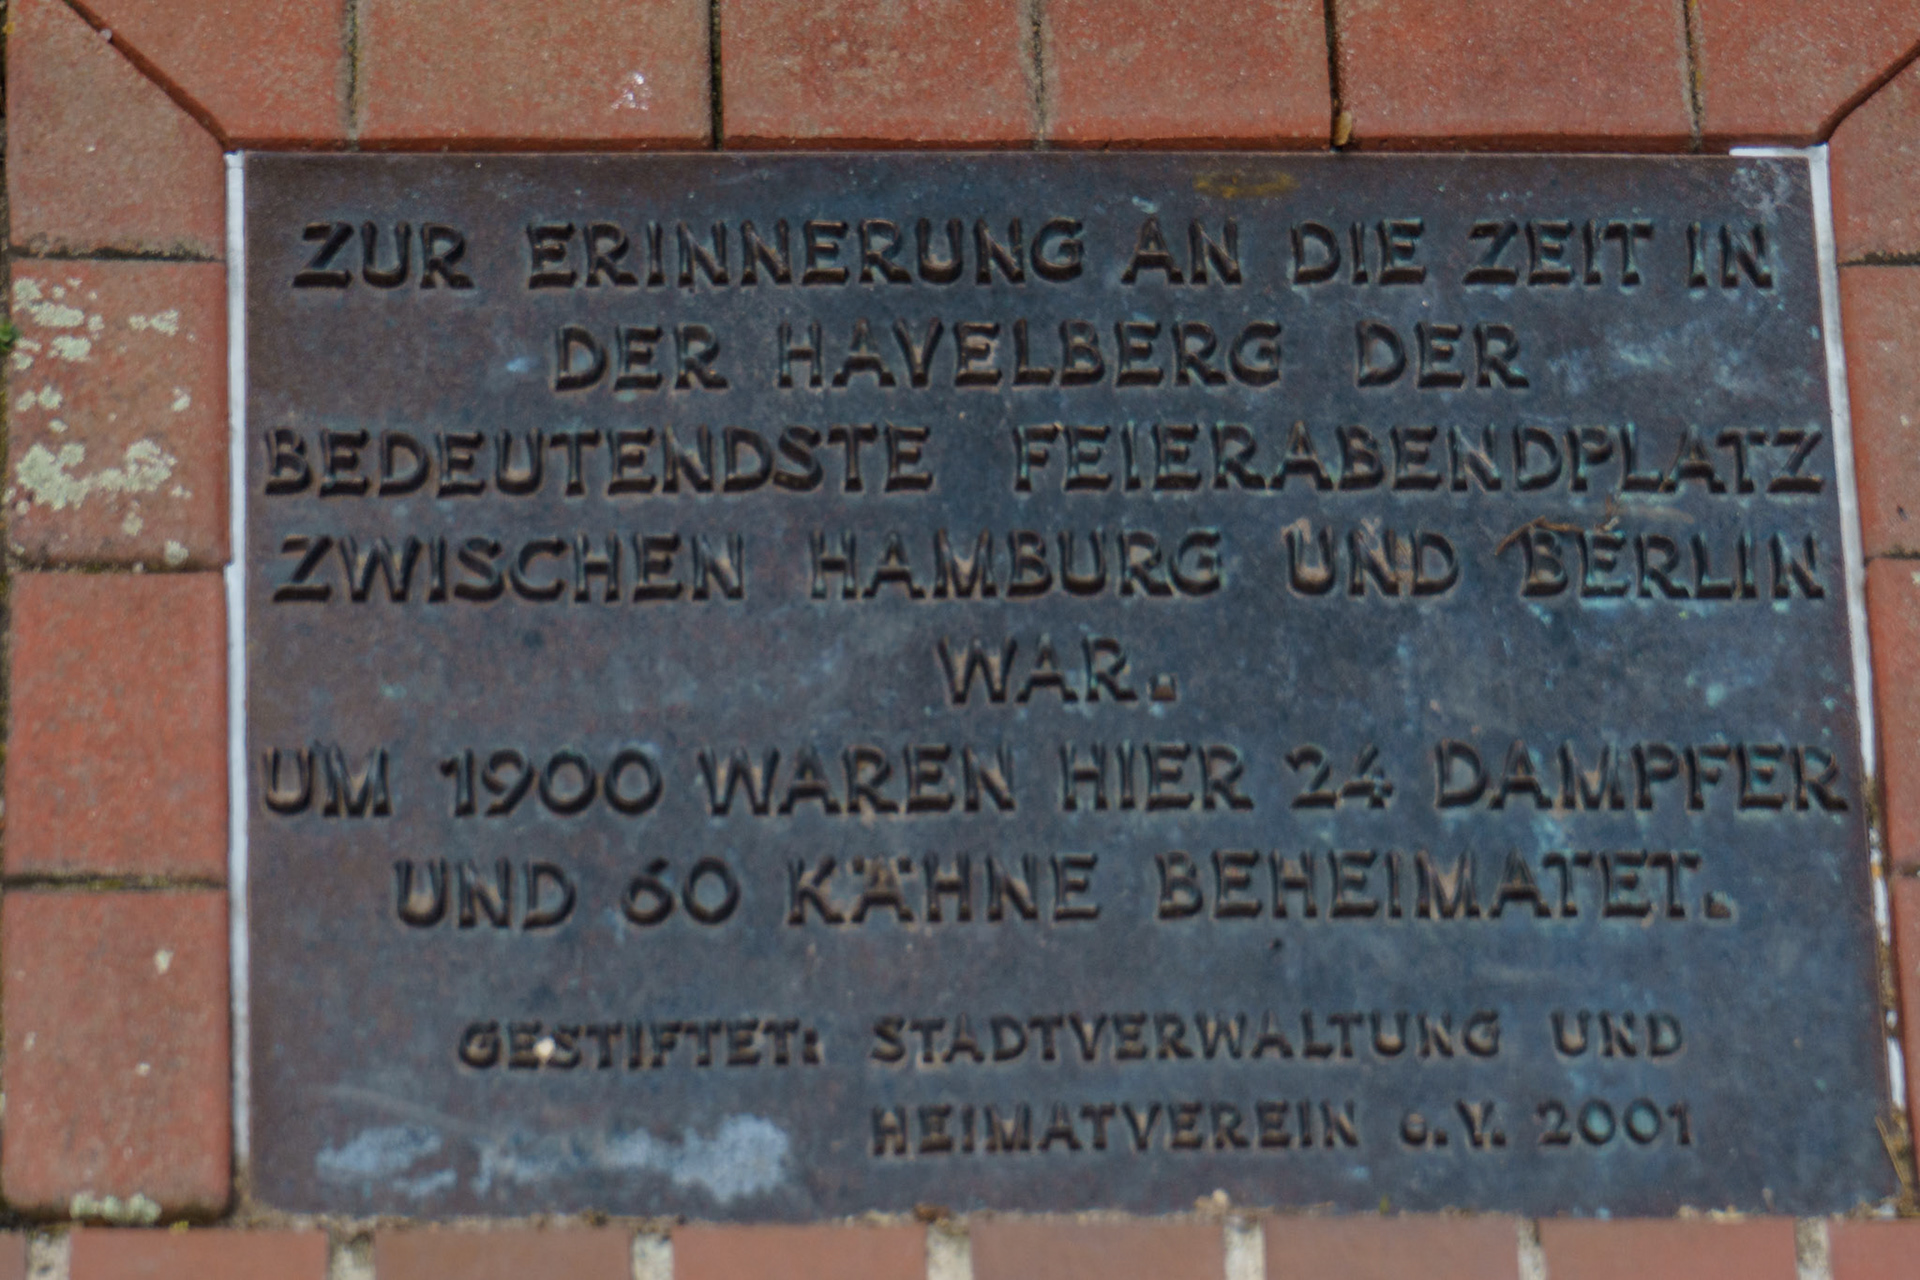 ZUR ERINNERUNG AN DIE ZEIT IN
DER HAVELBERG DER
BEDEUTENDSTE FEIERABENDPLATZ
ZWISCHEN HAMBURG UND BERLIN
WAR.
UM 1900 WAREN HIER 24 DAMPFER
UND 60 KÄHNE BEHEIMATET.
GESTIFTET: STADTVERWALTUNG UND
HEIMATVEREIN e.V. 2001